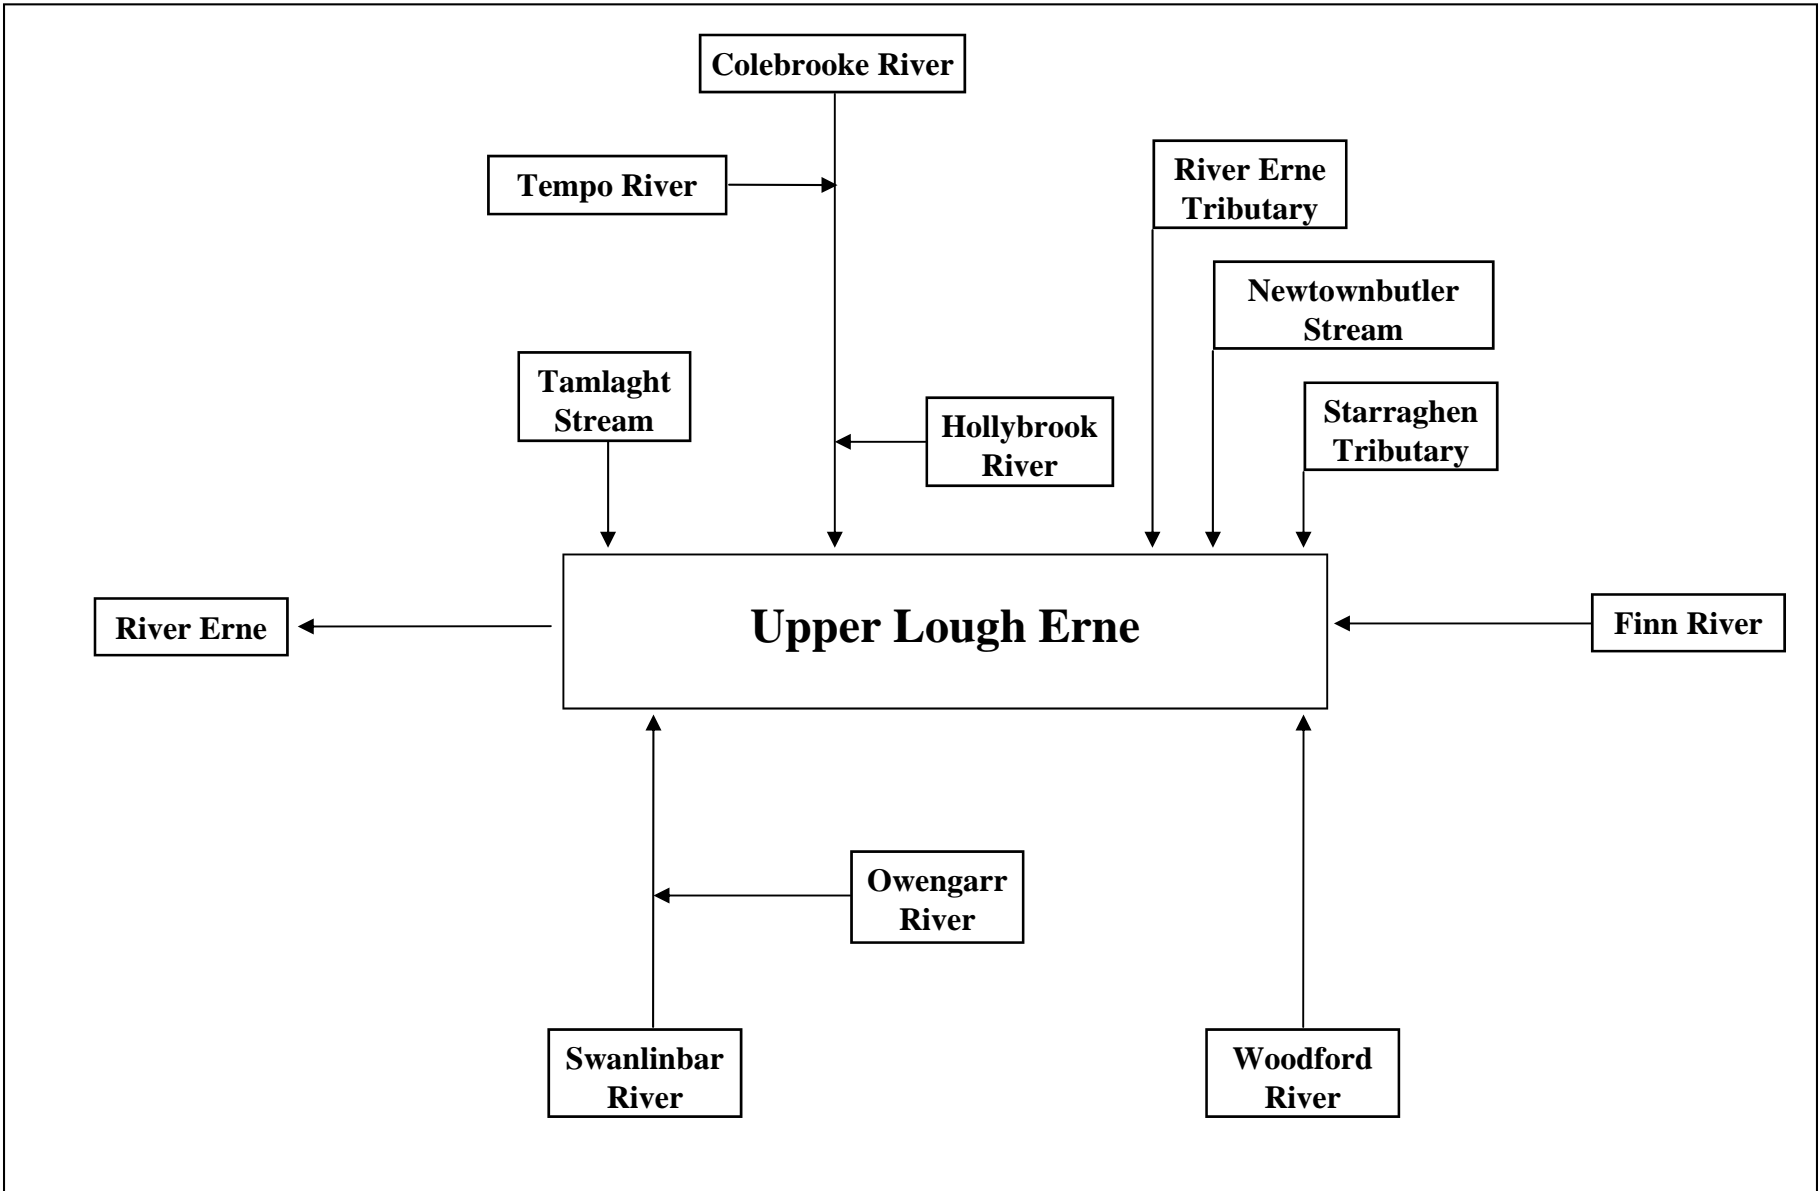 Colebrooke River
Tempo River
River Erne
Tributary
Newtownbutler
Stream
Tamlaght
Stream
Hollybrook
River
Starraghen
Tributary
River Erne
Upper Lough Erne
Finn River
Owengarr
River
Swanlinbar
River
Woodford
River